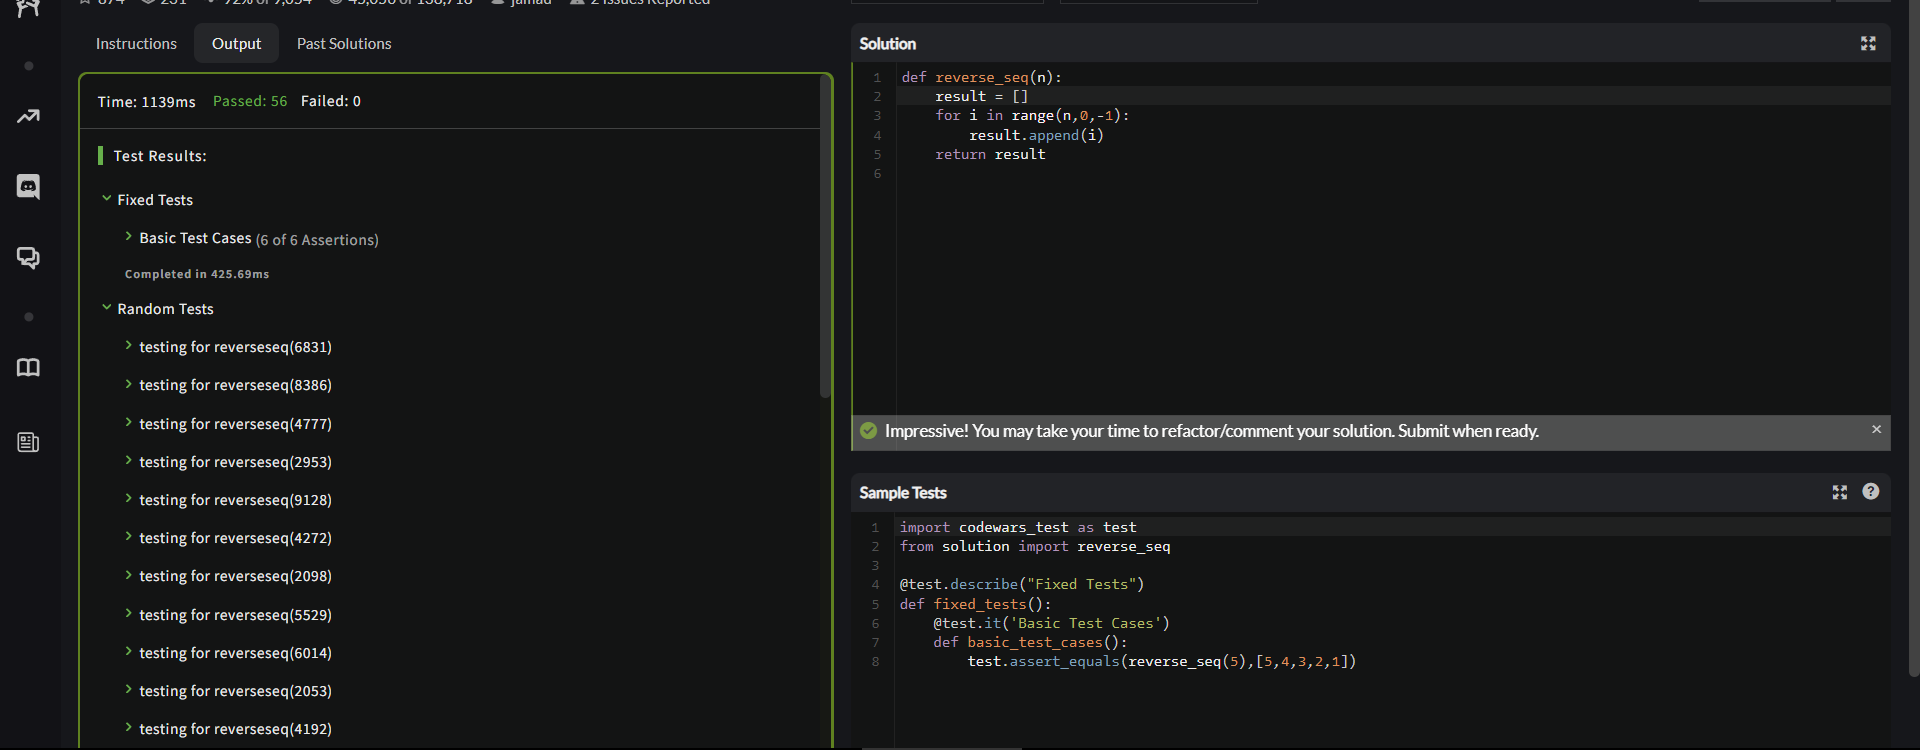 874 231 92% of 9,034 45,050 of 138,718 jamad 2 Issues Reported
Instructions Output Past Solutions
Time: 1139ms Passed: 56 Failed: 0
Test Results:
Fixed Tests
Basic Test Cases (6 of 6 Assertions)
Completed in 425.69ms
Random Tests
testing for reverseseq(6831)
testing for reverseseq(8386)
testing for reverseseq(4777)
testing for reverseseq(2953)
testing for reverseseq(9128)
testing for reverseseq(4272)
testing for reverseseq(2098)
testing for reverseseq(5529)
testing for reverseseq(6014)
testing for reverseseq(2053)
testing for reverseseq(4192)
Solution
1 def reverse_seq(n):
2 result = []
3 for i in range(n,0,-1):
4 result.append(i)
5 return result
6
Impressive! You may take your time to refactor/comment your solution. Submit when ready.
Sample Tests
1 import codewars_test as test
2 from solution import reverse_seq
3
4 @test.describe("Fixed Tests")
5 def fixed_tests():
6 @test.it('Basic Test Cases')
7 def basic_test_cases():
8 test.assert_equals(reverse_seq(5),[5,4,3,2,1])